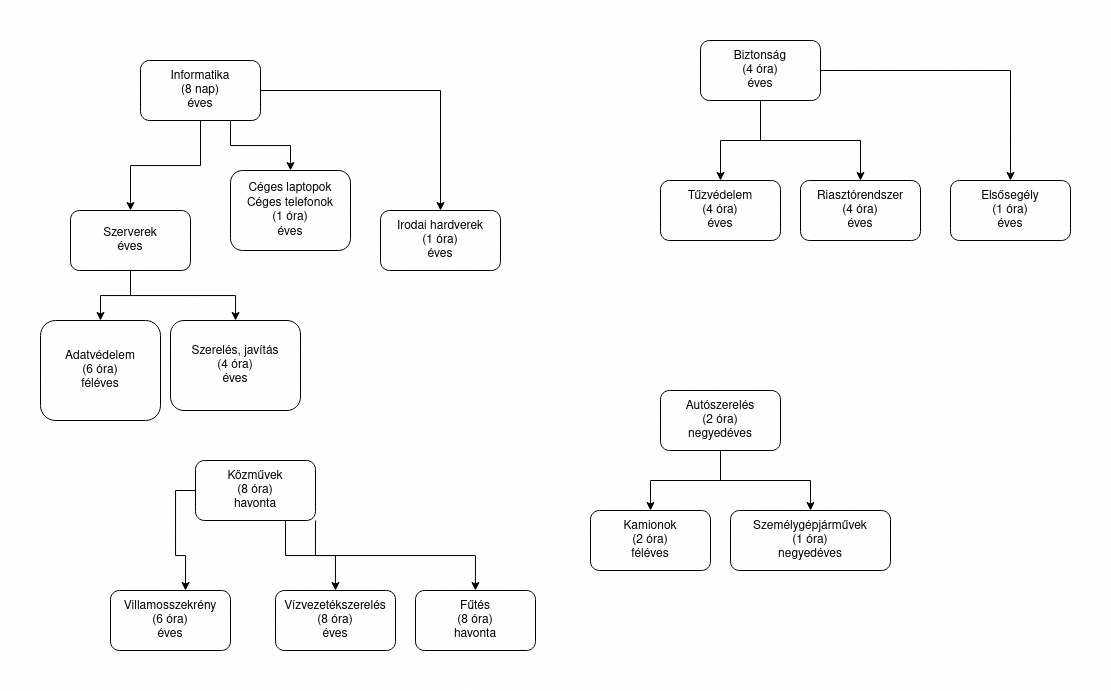 Informatika
(8 nap)
éves
Céges laptopok
Céges telefonok
(1 óra)
éves
Szerverek
éves
Irodai hardverek
(1 óra)
éves
Adatvédelem
(6 óra)
féléves
Szerelés, javítás
(4 óra)
éves
Biztonság
(4 óra)
éves
Tűzvédelem
(4 óra)
éves
Riasztórendszer
(4 óra)
éves
Elsősegély
(1 óra)
éves
Közművek
(8 óra)
havonta
Villamosszekrény
(6 óra)
éves
Vízvezetékszerelés
(8 óra)
éves
Fűtés
(8 óra)
havonta
Autószerelés
(2 óra)
negyedéves
Kamionok
(2 óra)
féléves
Személygépjárművek
(1 óra)
negyedéves